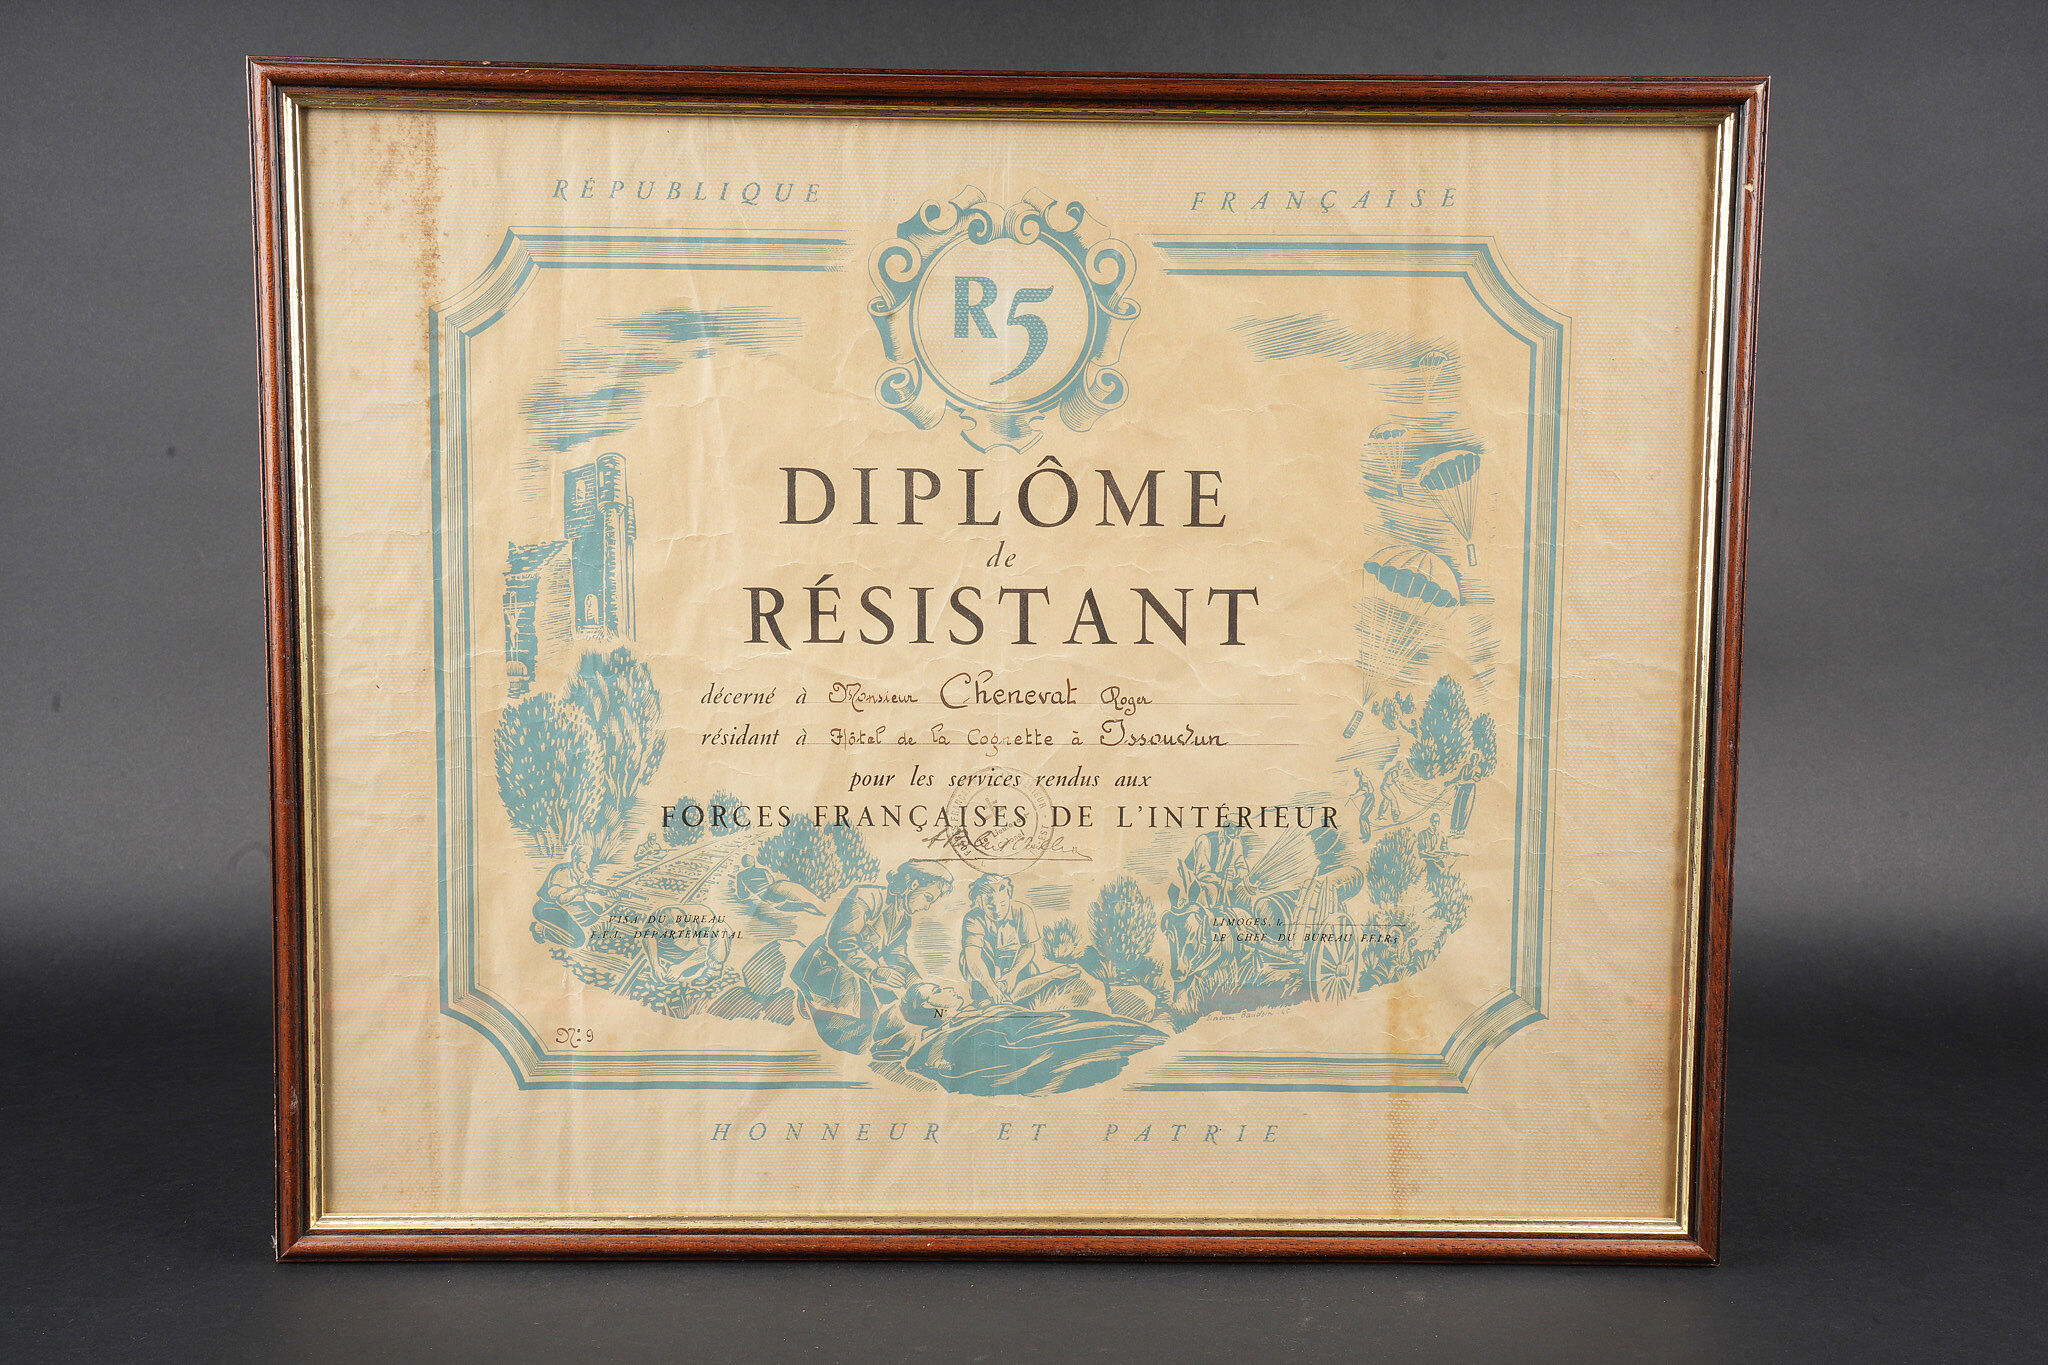 RÉPUBLIQUE FRANÇAISE
R5
DIPLÔME
de
RÉSISTANT
décerné à Monsieur Chenevat Roger
résidant à Hôtel de la Cognette à Issoudun
pour les services rendus aux
FORCES FRANÇAISES DE L'INTÉRIEUR
VISA DU BUREAU
F.F.I. DÉPARTEMENTAL
LIMOGES, le
LE CHEF DU BUREAU F.F.I.R5
N°
Baudoin
N° 9
HONNEUR ET PATRIE